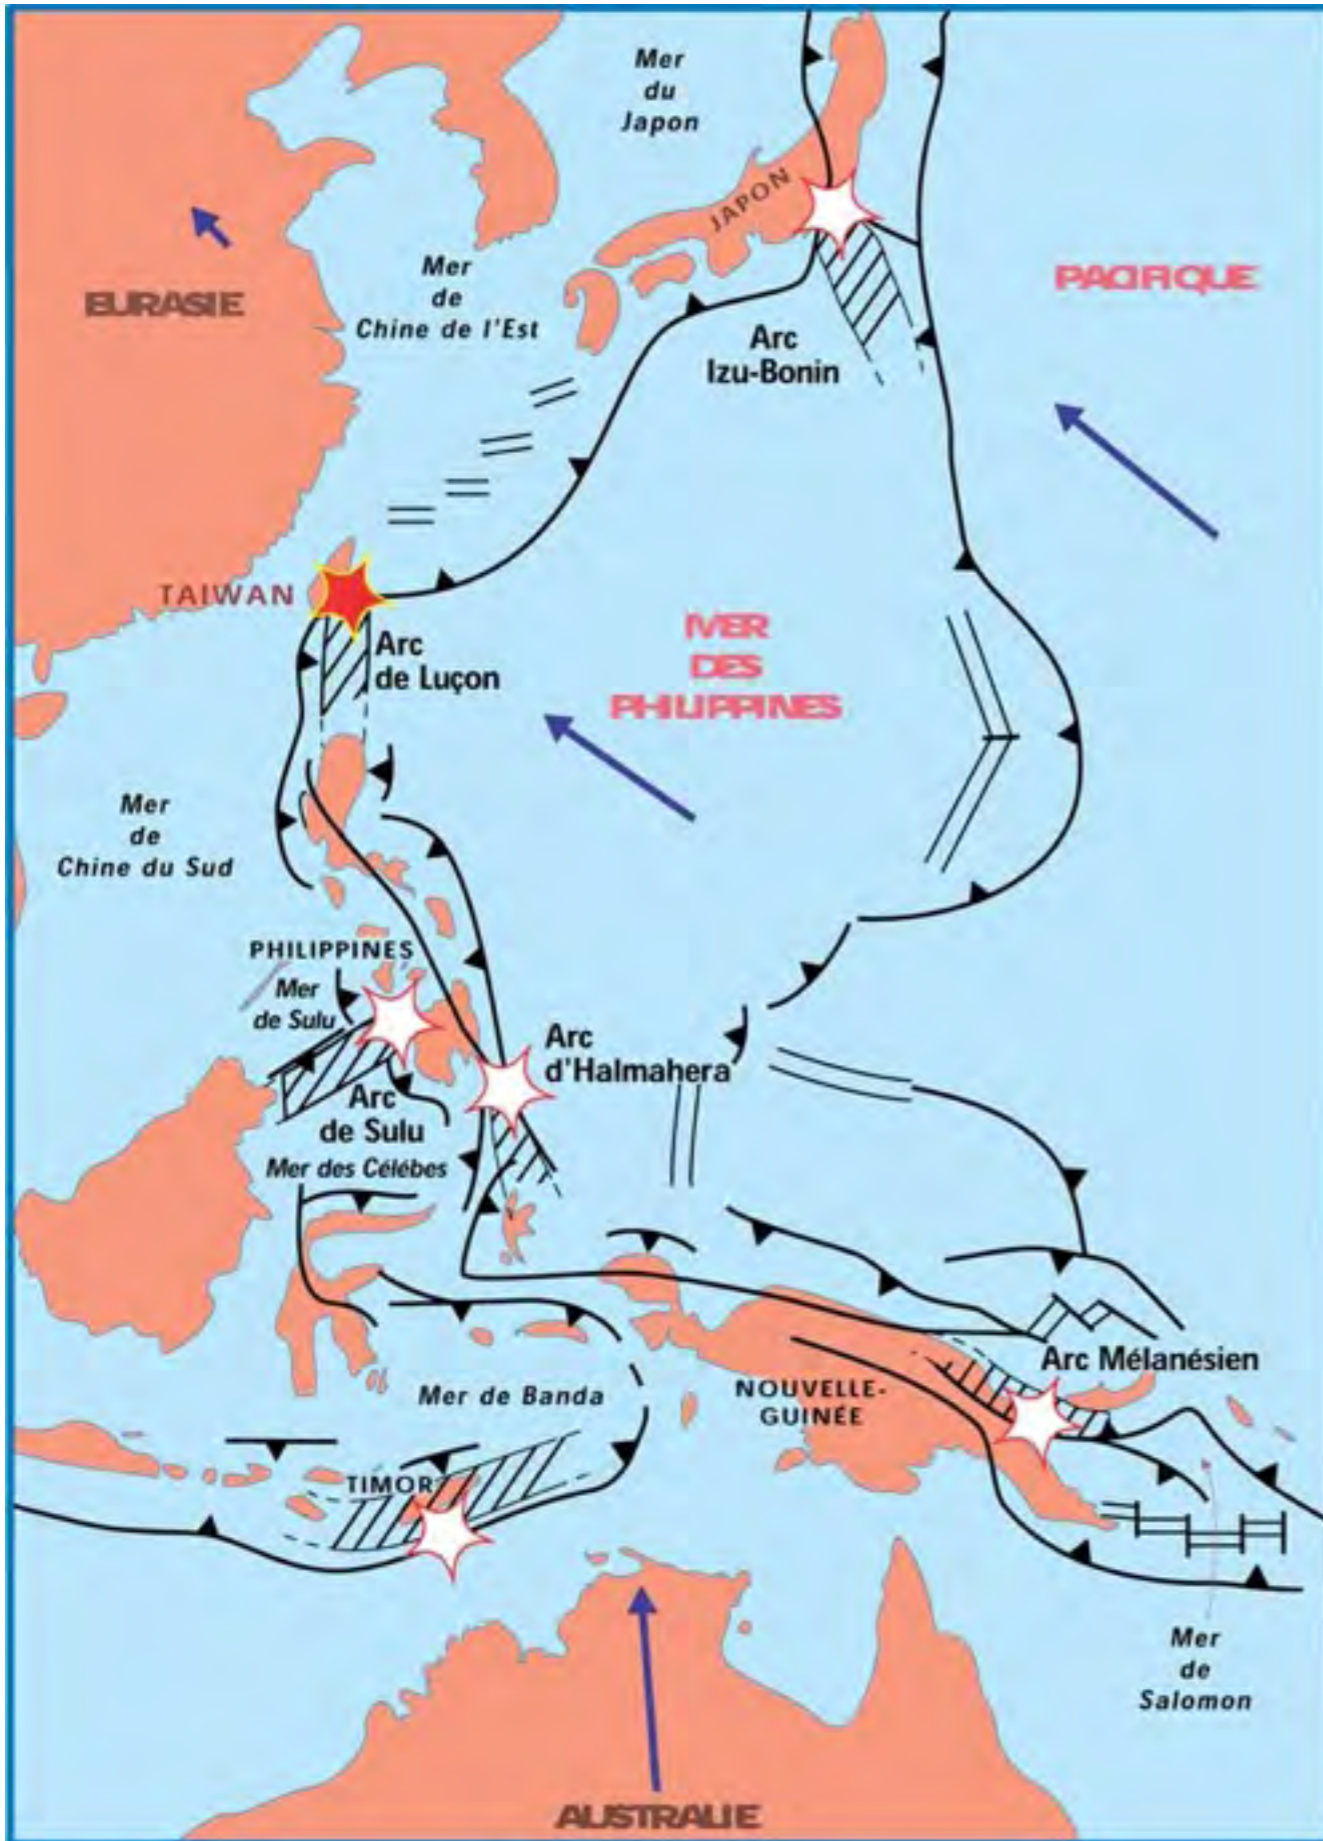 Mer
du
Japon
JAPON
PACIFIQUE
Mer
de
Chine de l'Est
EURASIE
Arc
Izu-Bonin
TAIWAN
Arc
de Luçon
MER
DES
PHILIPPINES
Mer
de
Chine du Sud
PHILIPPINES
Mer
de Sulu
Arc
d'Halmahera
Arc
de Sulu
Mer des Célébes
Arc Mélanésien
Mer de Banda
NOUVELLE-
GUINÉE
TIMOR
Mer
de
Salomon
AUSTRALIE